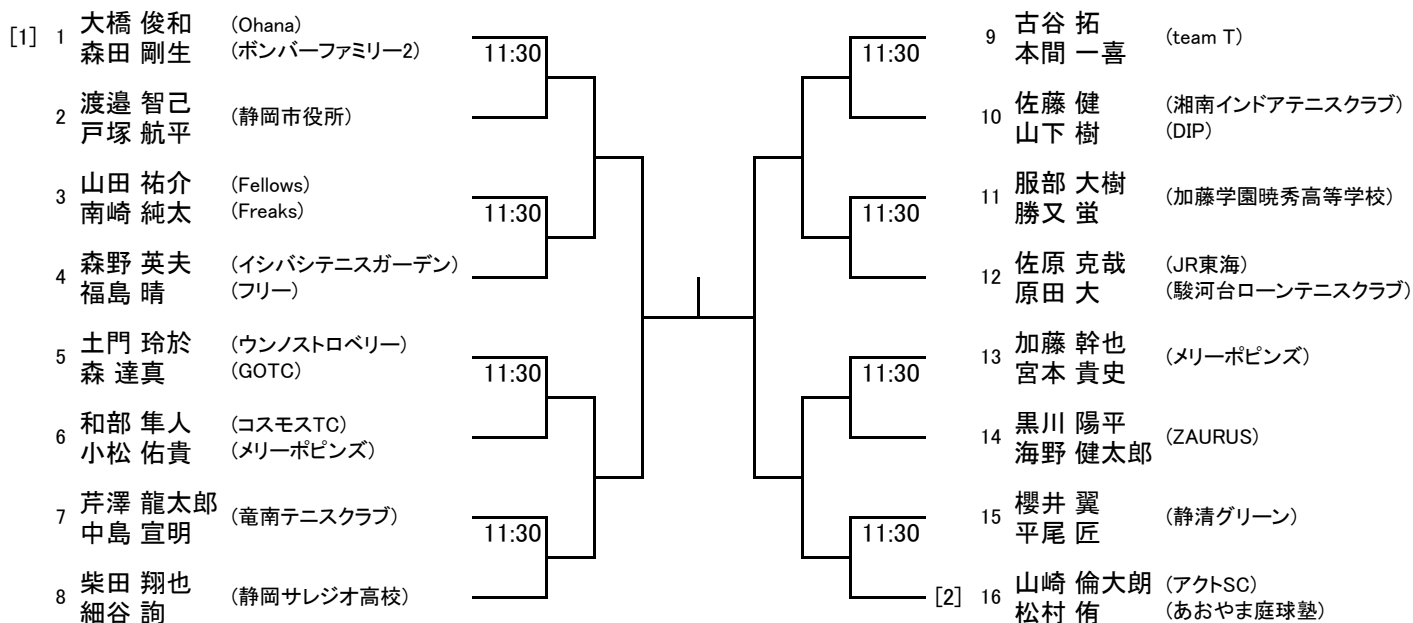 [1] 1 大橋 俊和 (Ohana)
森田 剛生 (ボンバーファミリー2)
11:30
2 渡邉 智己 (静岡市役所)
戸塚 航平
3 山田 祐介 (Fellows)
南崎 純太 (Freaks)
11:30
4 森野 英夫 (イシバシテニスガーデン)
福島 晴 (フリー)
5 土門 玲於 (ウンノストロベリー)
森 達真 (GOTC)
11:30
6 和部 隼人 (コスモスTC)
小松 佑貴 (メリーポピンズ)
7 芹澤 龍太郎 (竜南テニスクラブ)
中島 宣明
11:30
8 柴田 翔也 (静岡サレジオ高校)
細谷 詢
9 古谷 拓 (team T)
本間 一喜
11:30
10 佐藤 健 (湘南インドアテニスクラブ)
山下 樹 (DIP)
11 服部 大樹 (加藤学園暁秀高等学校)
勝又 蛍
11:30
12 佐原 克哉 (JR東海)
原田 大 (駿河台ローンテニスクラブ)
13 加藤 幹也 (メリーポピンズ)
宮本 貴史
11:30
14 黒川 陽平 (ZAURUS)
海野 健太郎
15 櫻井 翼 (静清グリーン)
平尾 匠
11:30
[2] 16 山崎 倫大朗 (アクトSC)
松村 侑 (あおやま庭球塾)